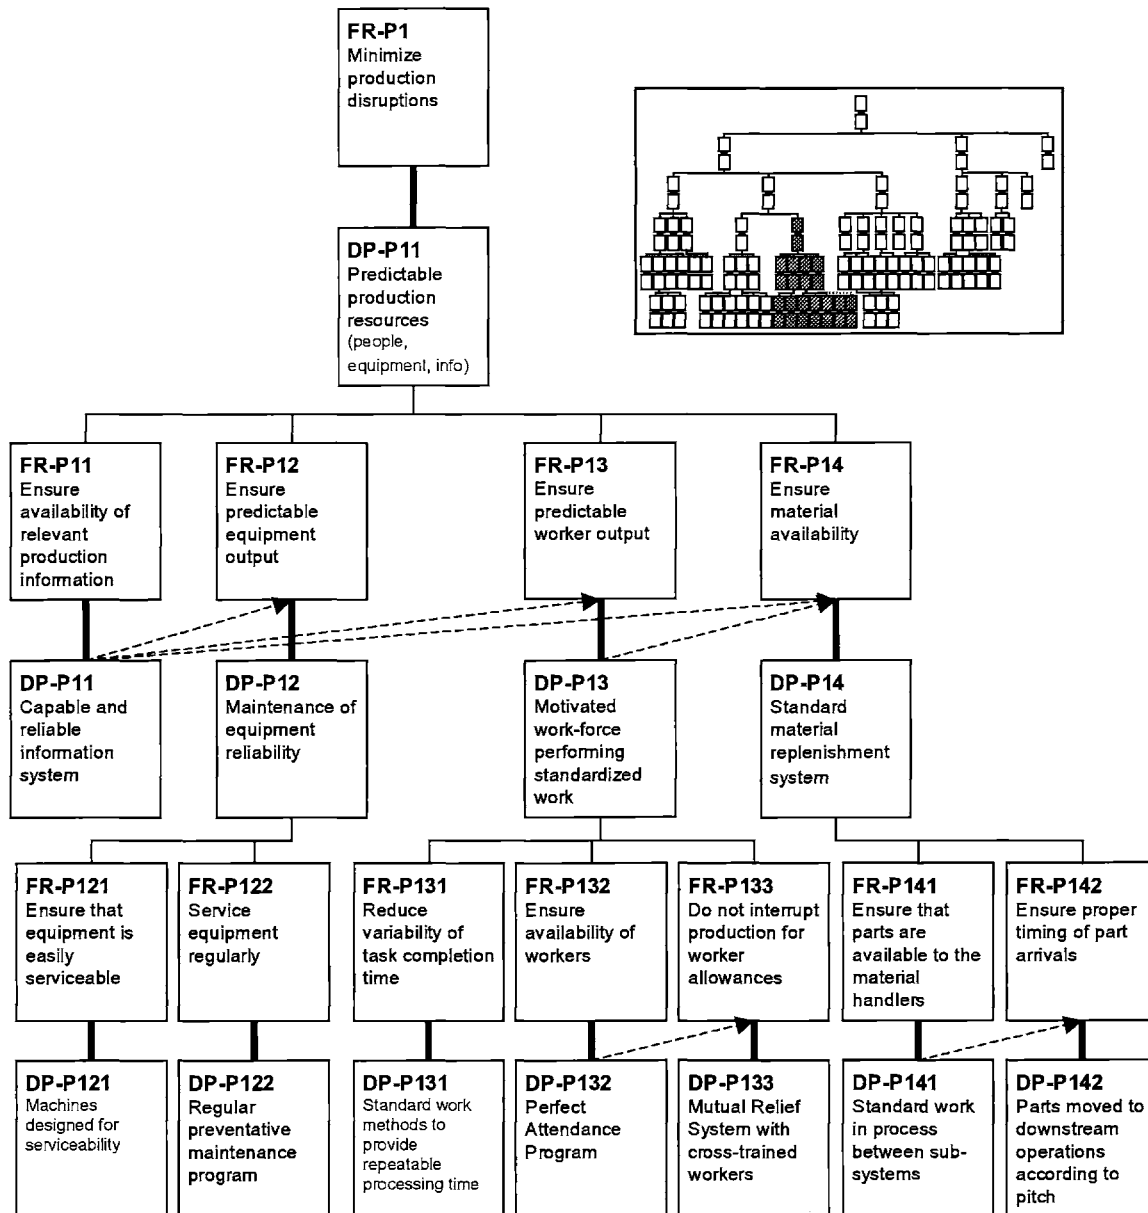 FR-P1
Minimize
production
disruptions
DP-P11
Predictable
production
resources
(people,
equipment, info)
FR-P11
Ensure
availability of
relevant
production
information
FR-P12
Ensure
predictable
equipment
output
FR-P13
Ensure
predictable
worker output
FR-P14
Ensure
material
availability
DP-P11
Capable and
reliable
information
system
DP-P12
Maintenance of
equipment
reliability
DP-P13
Motivated
work-force
performing
standardized
work
DP-P14
Standard
material
replenishment
system
FR-P121
Ensure that
equipment is
easily
serviceable
FR-P122
Service
equipment
regularly
FR-P131
Reduce
variability of
task completion
time
FR-P132
Ensure
availability of
workers
FR-P133
Do not interrupt
production for
worker
allowances
FR-P141
Ensure that
parts are
available to the
material
handlers
FR-P142
Ensure proper
timing of part
arrivals
DP-P121
Machines
designed for
serviceability
DP-P122
Regular
preventative
maintenance
program
DP-P131
Standard work
methods to
provide
repeatable
processing time
DP-P132
Perfect
Attendance
Program
DP-P133
Mutual Relief
System with
cross-trained
workers
DP-P141
Standard work
in process
between sub-
systems
DP-P142
Parts moved to
downstream
operations
according to
pitch